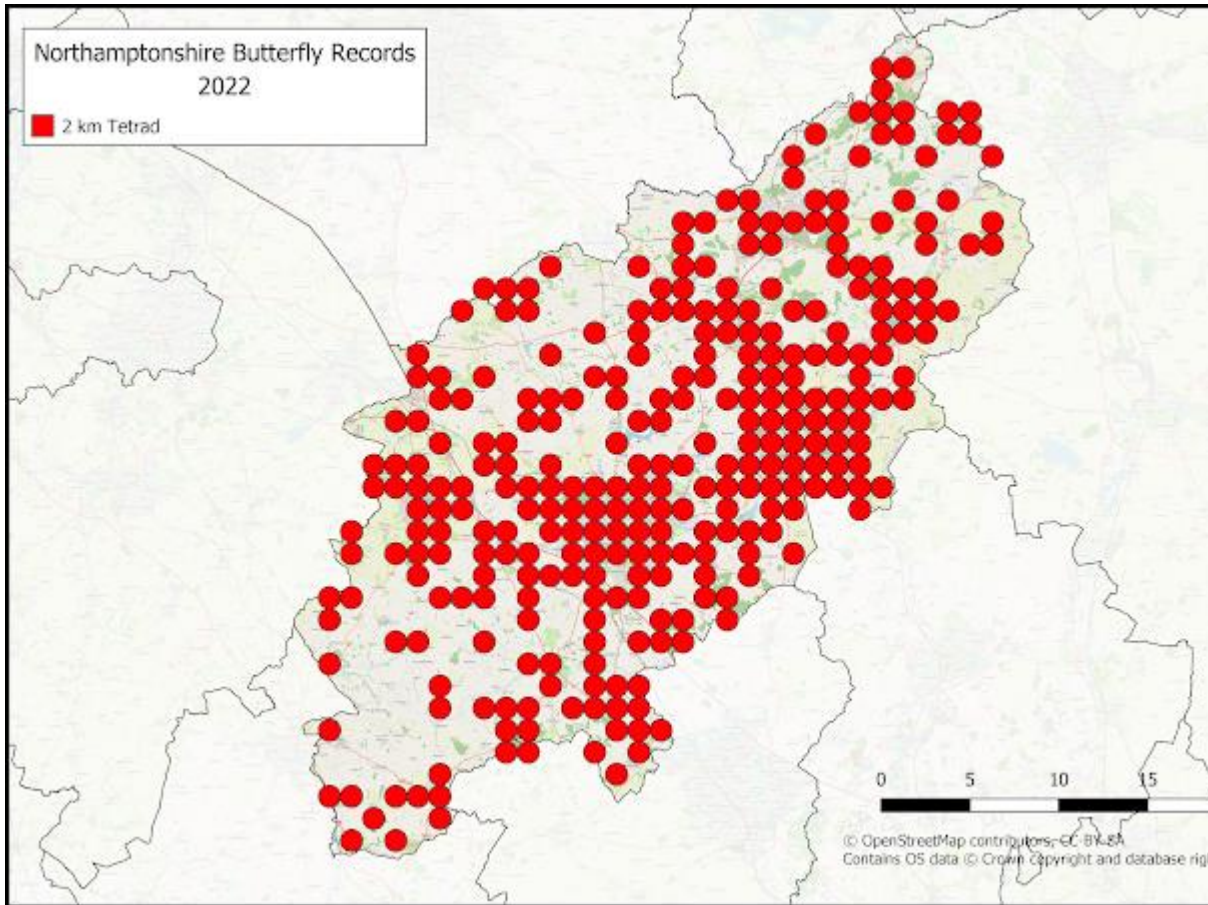 Northamptonshire Butterfly Records
2022
2 km Tetrad
0 5 10 15
© OpenStreetMap contributors, CC-BY-SA
Contains OS data © Crown copyright and database righ